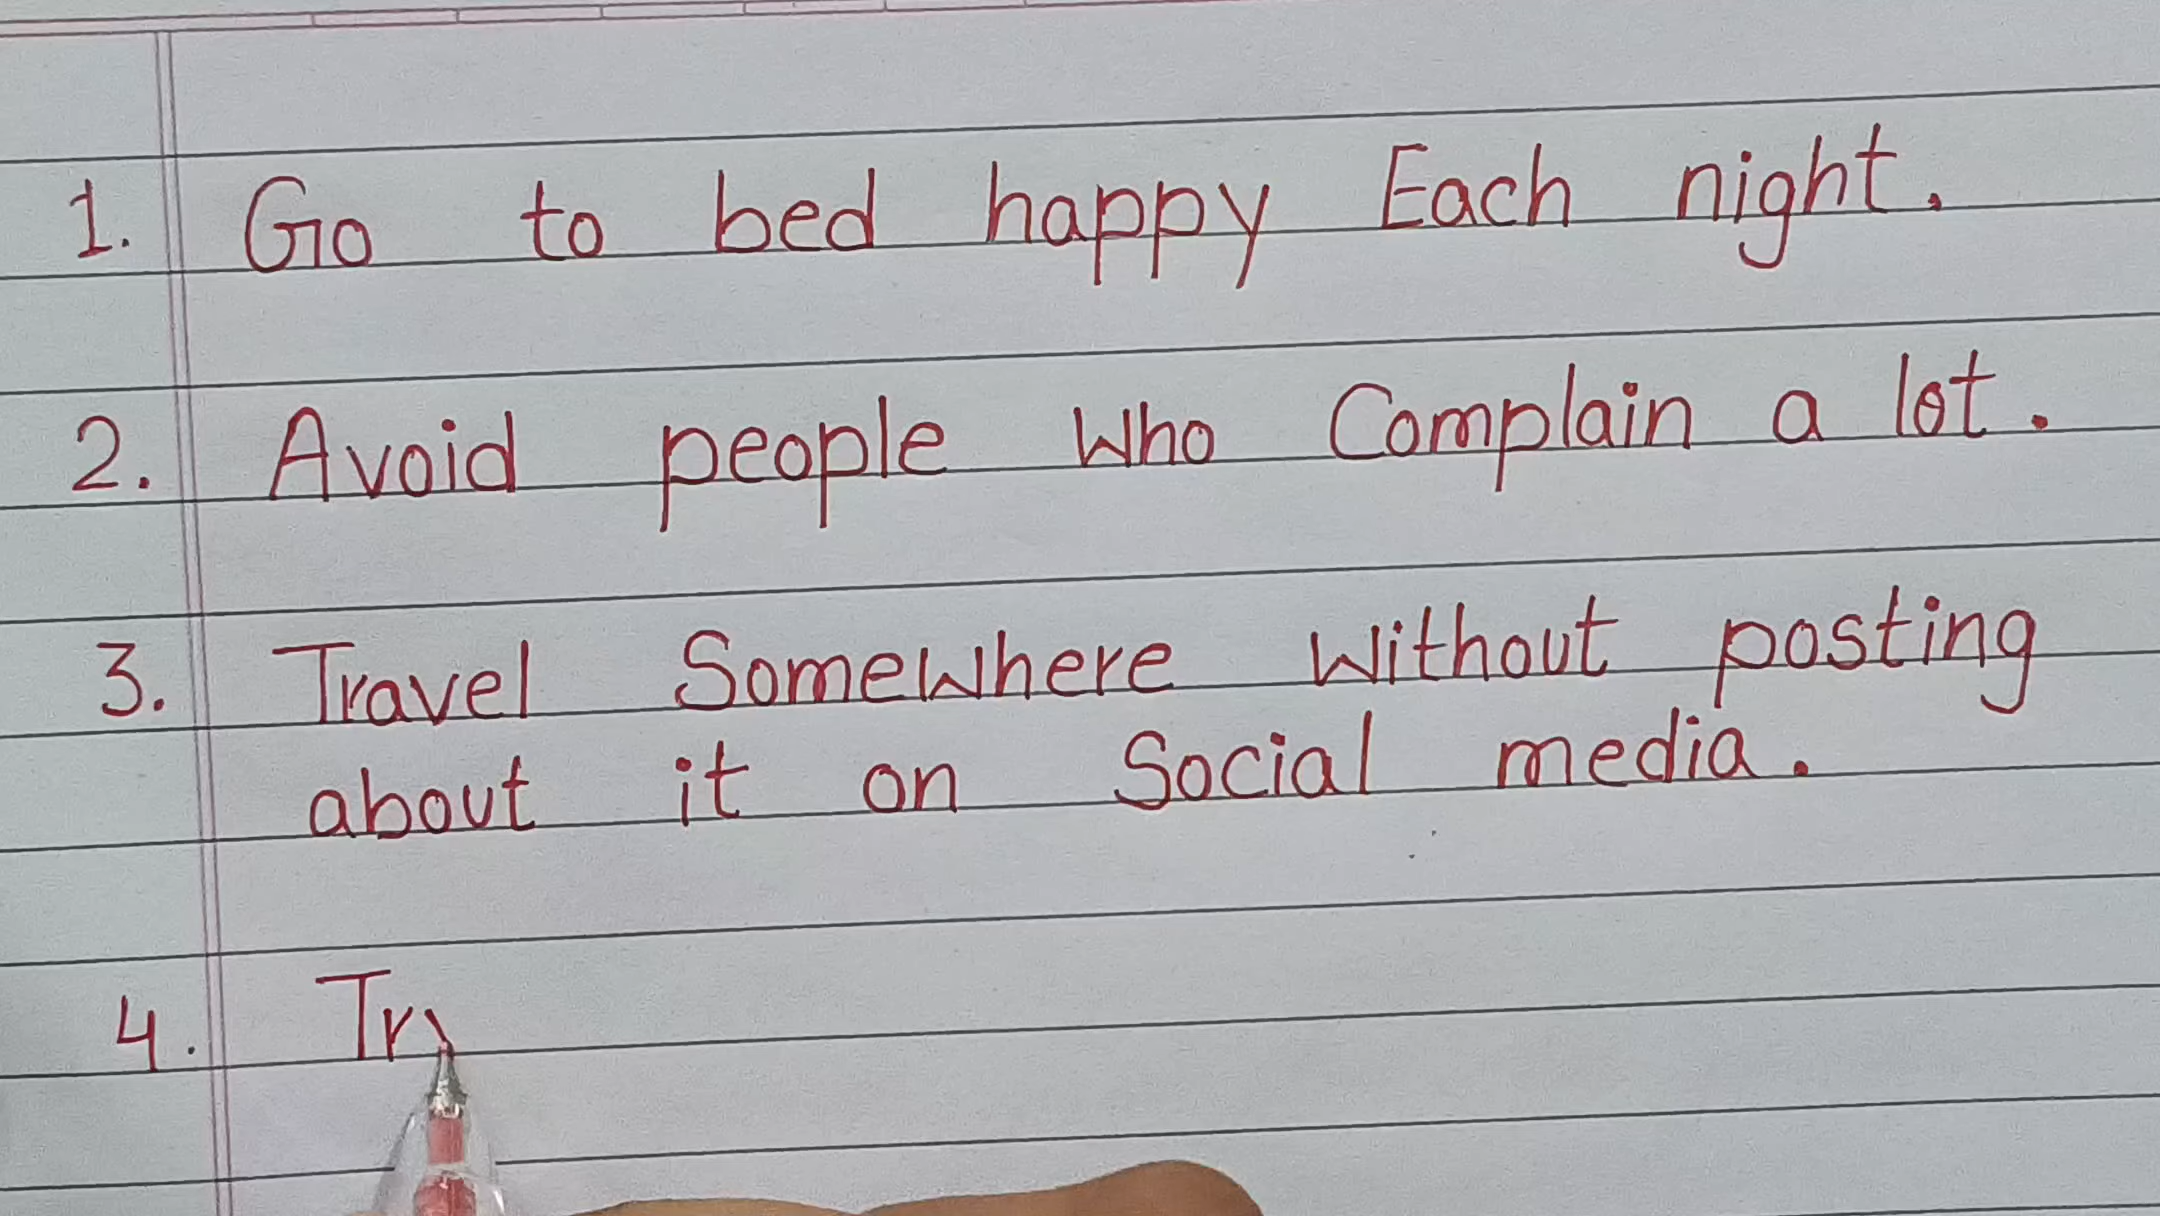 1. Go to bed happy Each night.
2. Avoid people Who Complain a lot.
3. Travel SomeWhere Without posting
about it on Social media.
4. Tr